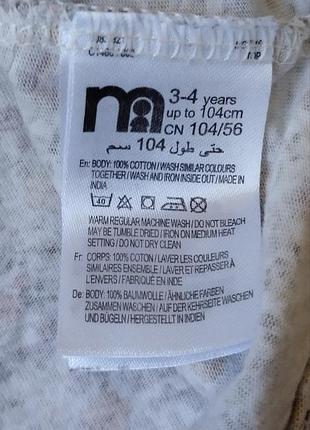 m
3-4 years
up to 104cm
CN 104/56
حتى طول 104 سم
En: BODY: 100% COTTON / WASH SIMILAR COLOURS
TOGETHER / WASH AND IRON INSIDE OUT / MADE IN
INDIA
40
WARM REGULAR MACHINE WASH / DO NOT BLEACH
MAY BE TUMBLE DRIED / IRON ON MEDIUM HEAT
SETTING / DO NOT DRY CLEAN
Fr: CORPS: 100% COTON / LAVER LES COULEURS
SIMILAIRES ENSEMBLE / LAVER ET REPASSER À
L'ENVERS / FABRIQUÉ EN INDE
De: BODY: 100% BAUMWOLLE / ÄHNLICHE FARBEN
ZUSAMMEN WASCHEN / AUF DER KEHRSEITE WASCHEN
UND BÜGELN / HERGESTELLT IN INDIEN